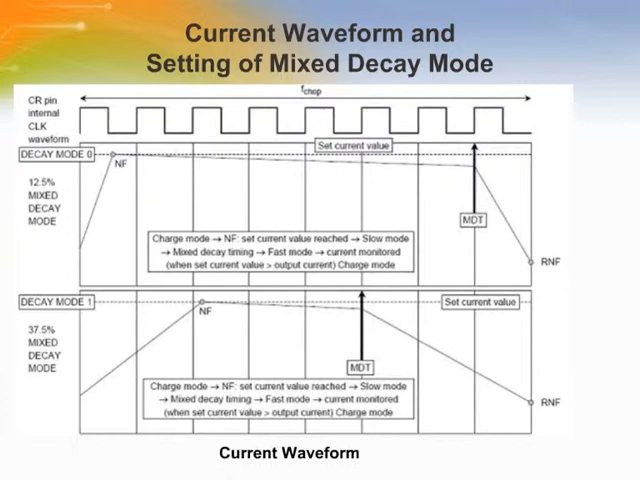 Current Waveform and
Setting of Mixed Decay Mode
fchop
CR pin
internal
CLK
waveform
Set current value
DECAY MODE 0
NF
12.5%
MIXED
DECAY
MODE
MDT
Charge mode → NF: set current value reached → Slow mode
→ Mixed decay timing → Fast mode → current monitored
(when set current value > output current) Charge mode
RNF
DECAY MODE 1
Set current value
NF
37.5%
MIXED
DECAY
MODE
MDT
Charge mode → NF: set current value reached → Slow mode
→ Mixed decay timing → Fast mode → current monitored
(when set current value > output current) Charge mode
RNF
Current Waveform